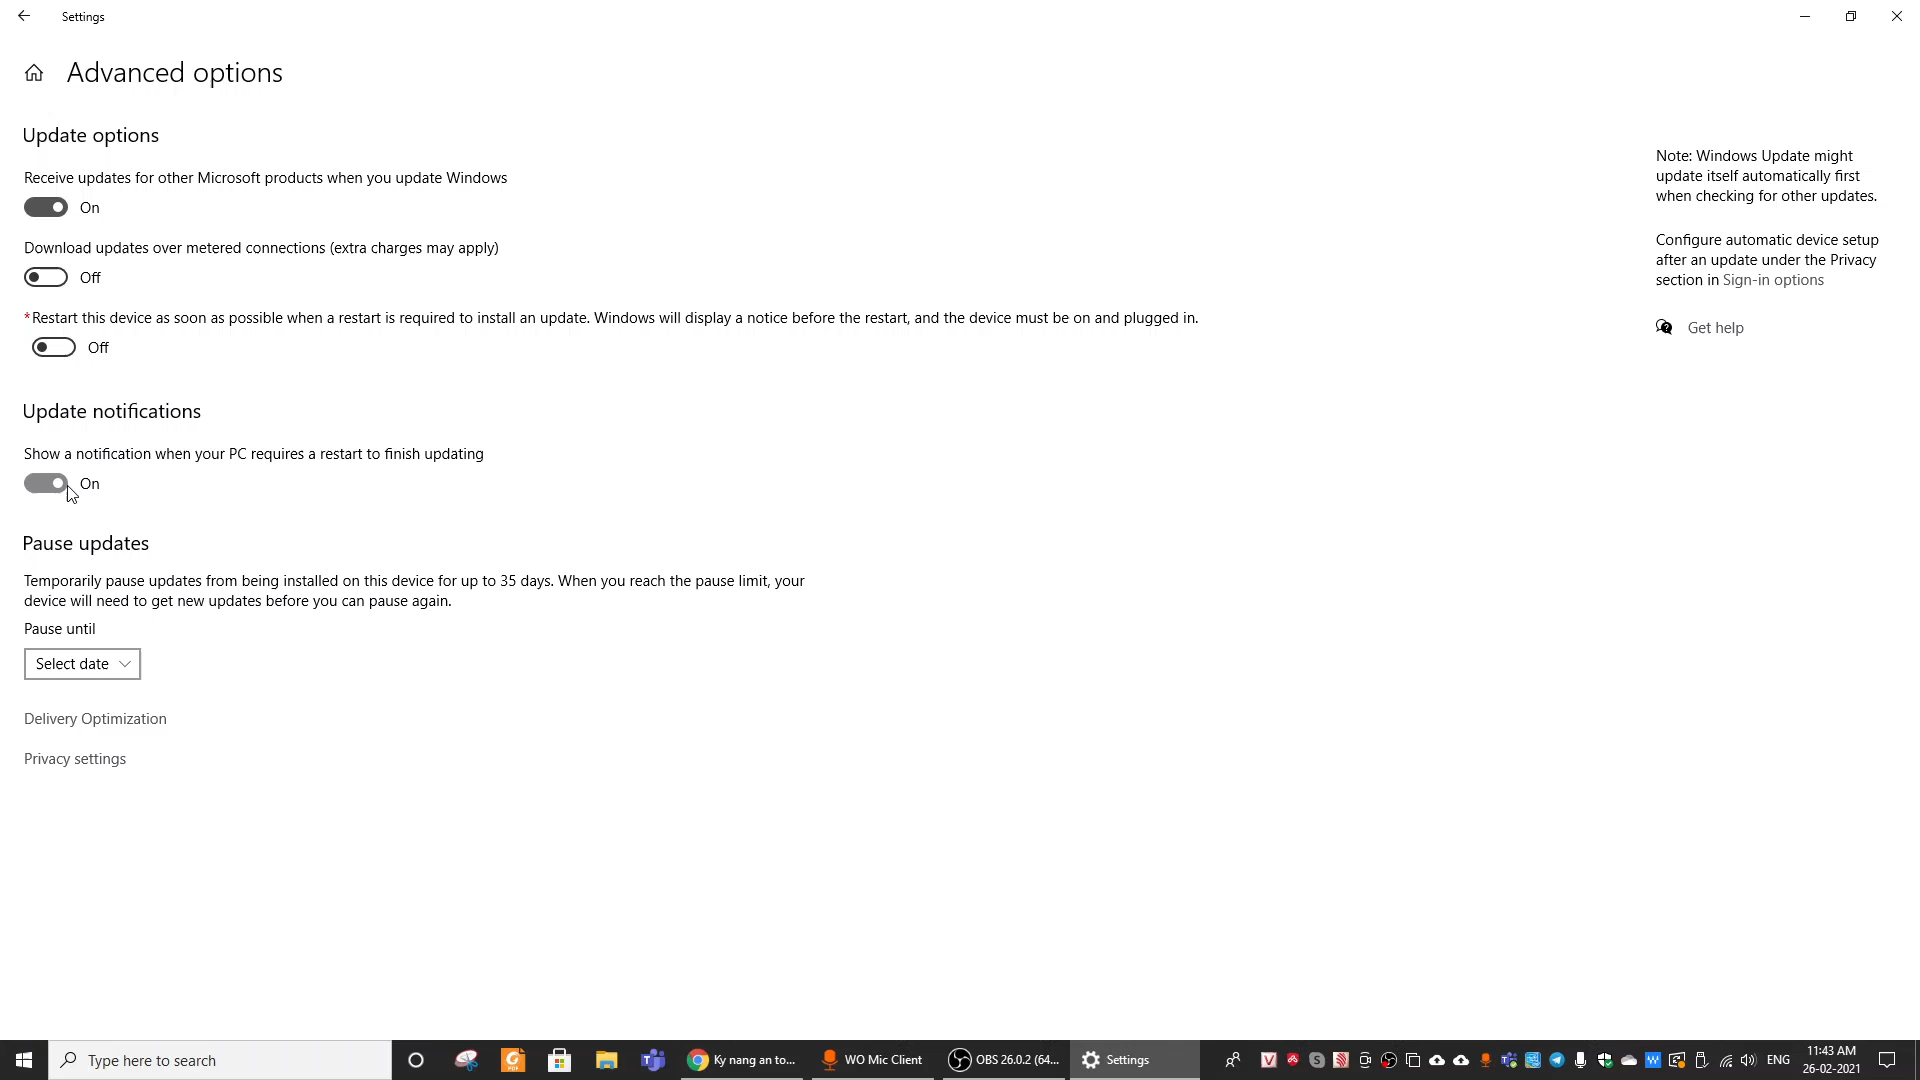 Settings
Advanced options
Update options
Receive updates for other Microsoft products when you update Windows
On
Download updates over metered connections (extra charges may apply)
Off
*Restart this device as soon as possible when a restart is required to install an update. Windows will display a notice before the restart, and the device must be on and plugged in.
Off
Update notifications
Show a notification when your PC requires a restart to finish updating
On
Pause updates
Temporarily pause updates from being installed on this device for up to 35 days. When you reach the pause limit, your
device will need to get new updates before you can pause again.
Pause until
Select date
Delivery Optimization
Privacy settings
Note: Windows Update might
update itself automatically first
when checking for other updates.
Configure automatic device setup
after an update under the Privacy
section in Sign-in options
Get help
Type here to search
Ky nang an to...
WO Mic Client
OBS 26.0.2 (64...
Settings
ENG
11:43 AM
26-02-2021